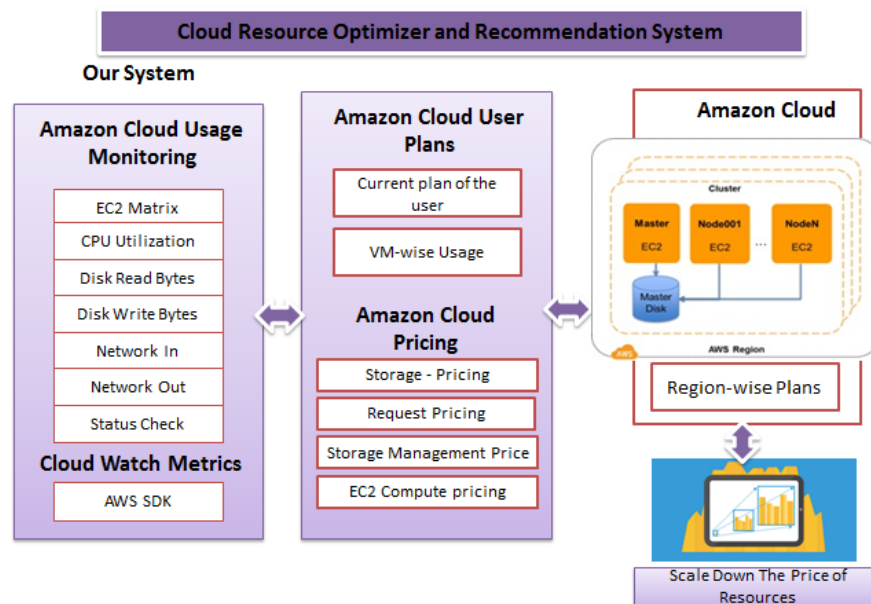 Cloud Resource Optimizer and Recommendation System
Our System
Amazon Cloud Usage
Monitoring
EC2 Matrix
CPU Utilization
Disk Read Bytes
Disk Write Bytes
Network In
Network Out
Status Check
Cloud Watch Metrics
AWS SDK
Amazon Cloud User
Plans
Current plan of the
user
VM-wise Usage
Amazon Cloud
Pricing
Storage - Pricing
Request Pricing
Storage Management Price
EC2 Compute pricing
Amazon Cloud
Cluster
Master
EC2
Node001
EC2
...
NodeN
EC2
Master
Disk
AWS
AWS Region
Region-wise Plans
Scale Down The Price of
Resources